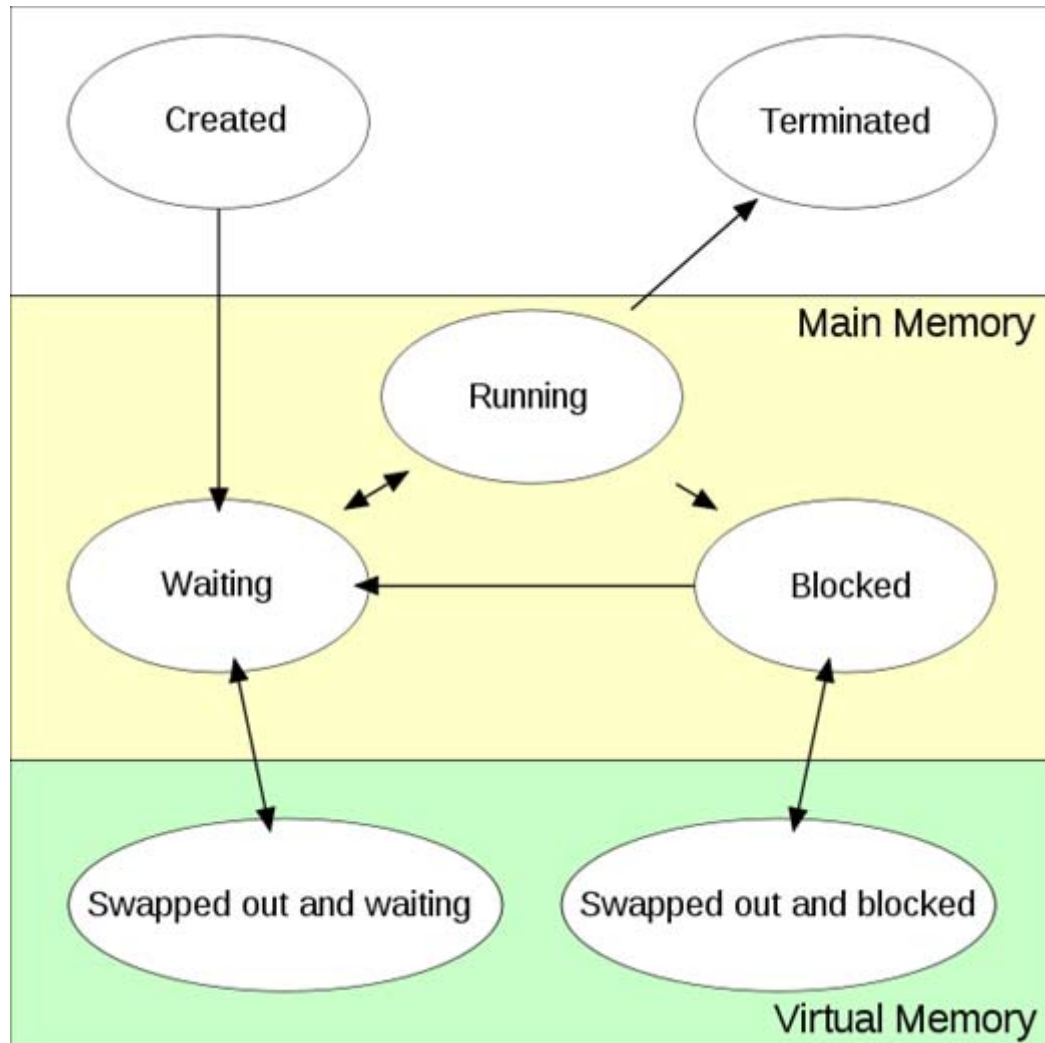 Created
Terminated
Main Memory
Running
Waiting
Blocked
Swapped out and waiting
Swapped out and blocked
Virtual Memory